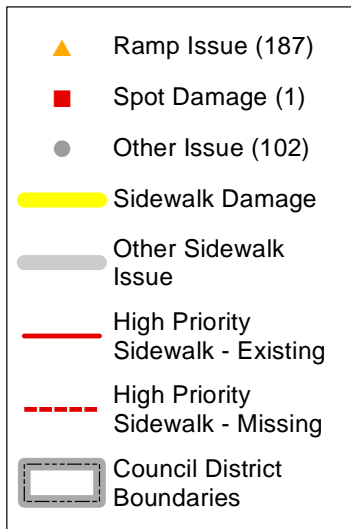 Ramp Issue (187)
Spot Damage (1)
Other Issue (102)
Sidewalk Damage
Other Sidewalk
Issue
High Priority
Sidewalk - Existing
High Priority
Sidewalk - Missing
Council District
Boundaries